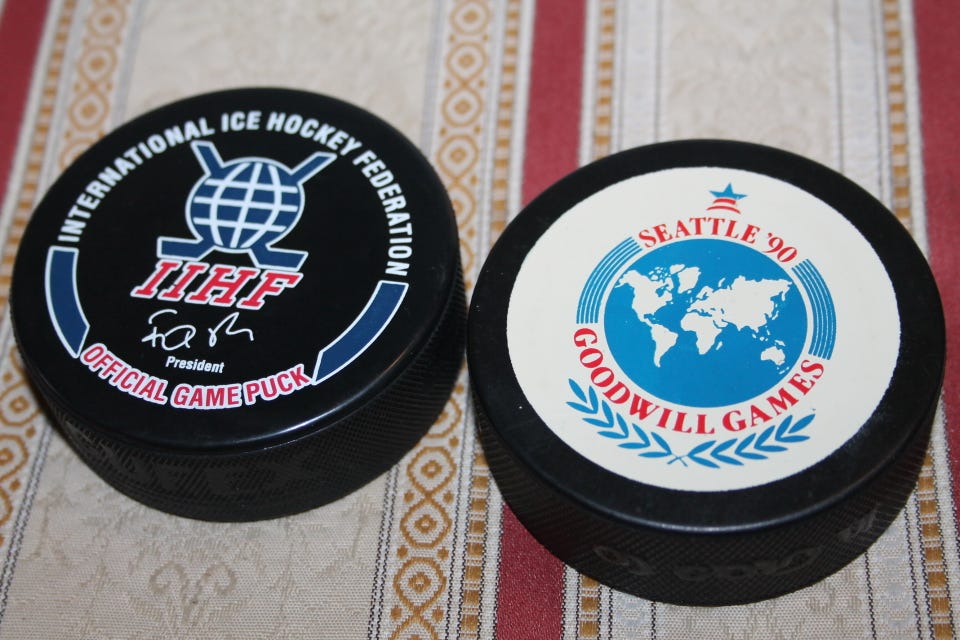 INTERNATIONAL ICE HOCKEY FEDERATION
IIHF
President
OFFICIAL GAME PUCK
SEATTLE '90
GOODWILL GAMES